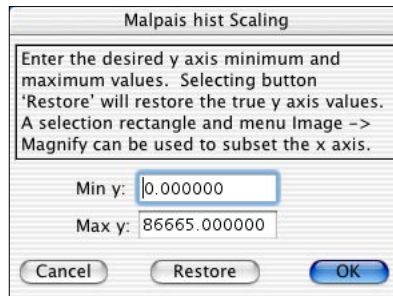 Malpais hist Scaling
Enter the desired y axis minimum and
maximum values. Selecting button
‘Restore’ will restore the true y axis values.
A selection rectangle and menu Image ->
Magnify can be used to subset the x axis.
Min y: 0.000000
Max y: 86665.000000
Cancel Restore OK